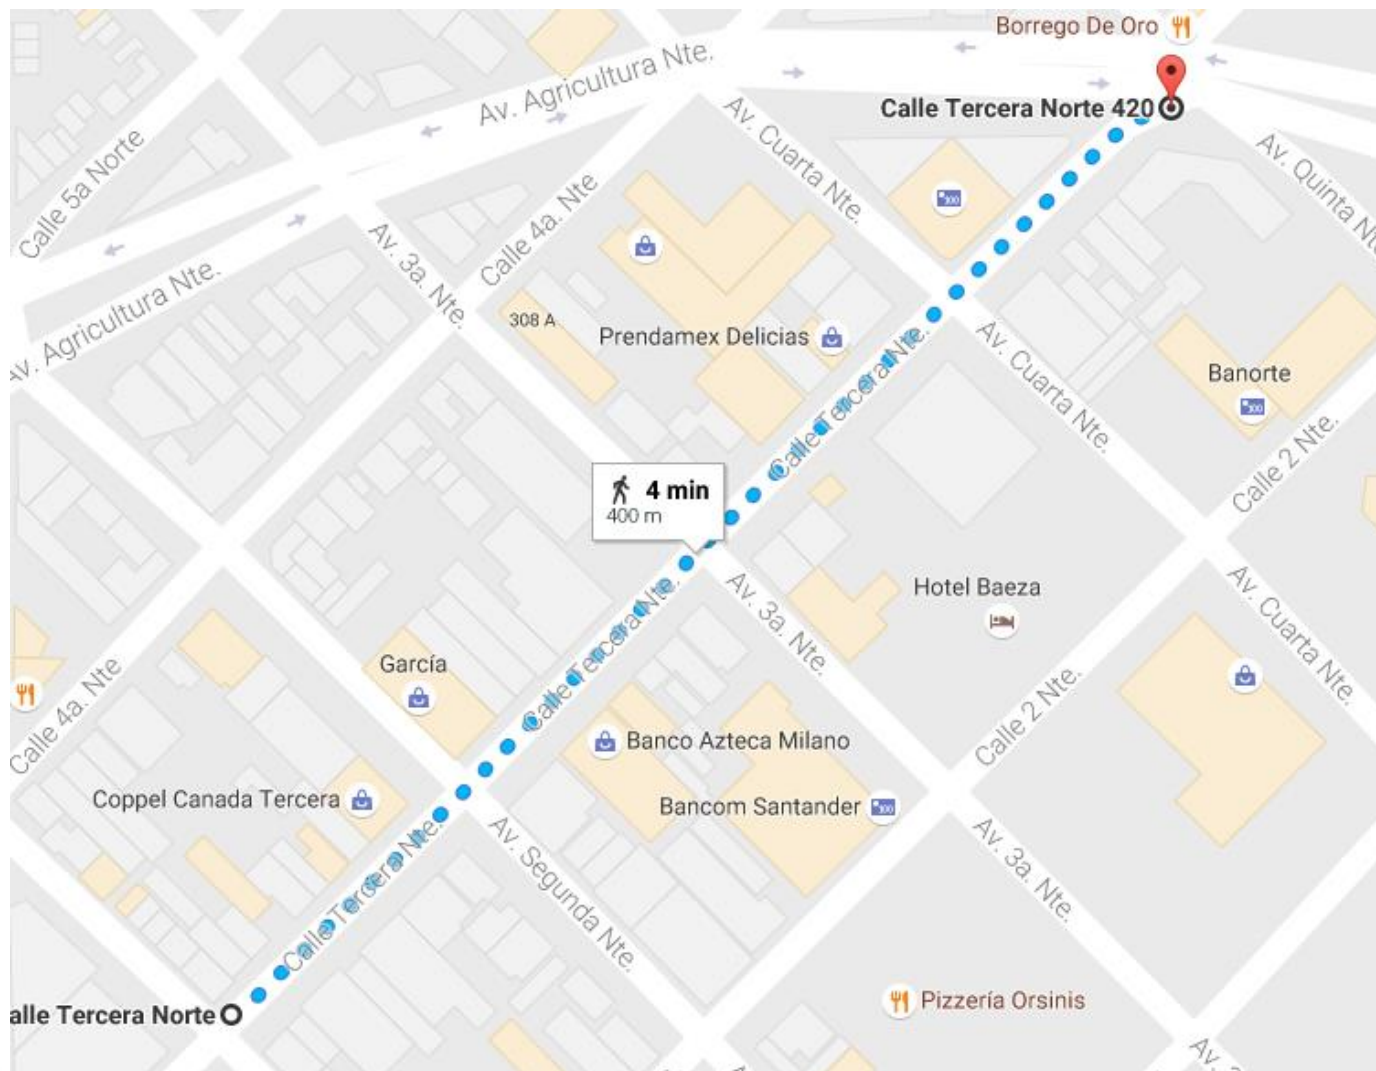 Borrego De Oro
Av. Agricultura Nte.
Calle Tercera Norte 420
Av. Cuarta Nte.
Calle 5a Norte
Av. Quinta Nte.
Calle 4a. Nte
Av. 3a. Nte.
Av. Agricultura Nte.
308 A
Prendamex Delicias
Calle Tercera Nte.
Av. Cuarta Nte.
Banorte
Calle 2 Nte.
4 min
400 m
Hotel Baeza
Av. 3a. Nte.
Av. Cuarta Nte.
García
Calle Tercera Nte.
Calle 4a. Nte
Calle 2 Nte.
Banco Azteca Milano
Coppel Canada Tercera
Bancom Santander
Av. Segunda Nte.
Av. 3a. Nte.
Calle Tercera Nte.
Pizzería Orsinis
alle Tercera Norte